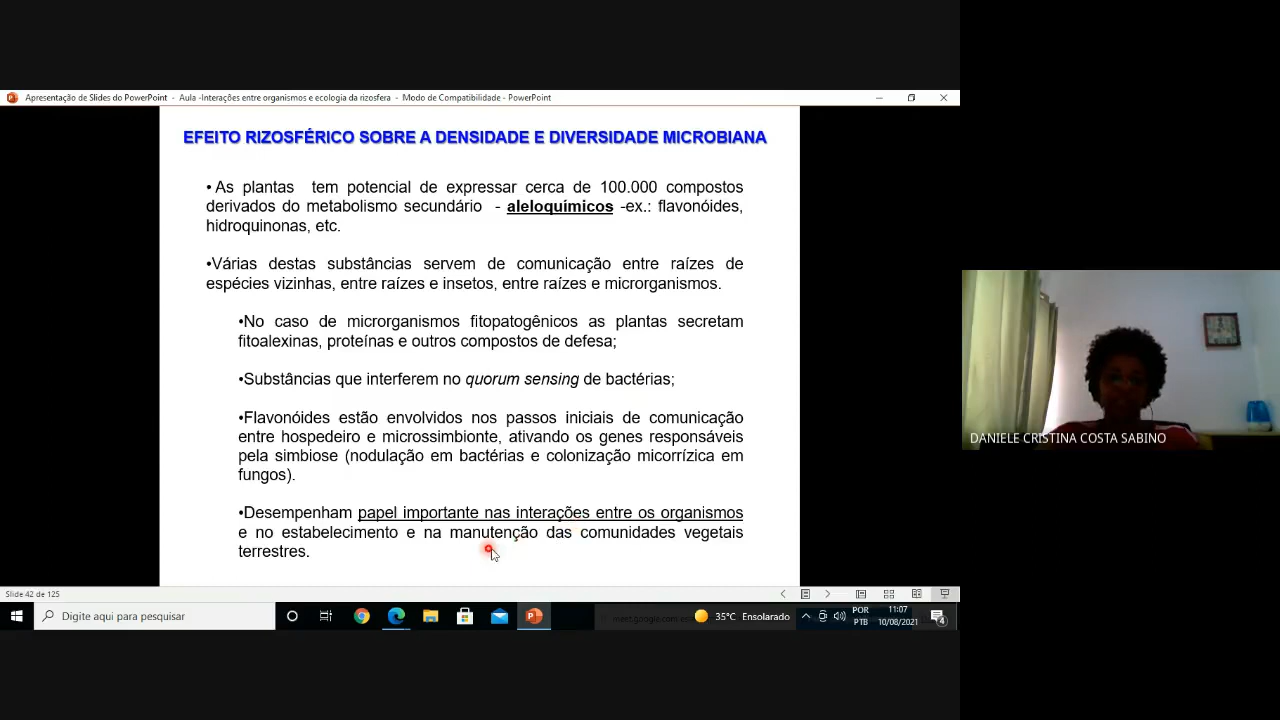 Apresentação de Slides do PowerPoint - Aula -Interações entre organismos e ecologia da rizosfera - Modo de Compatibilidade - PowerPoint
EFEITO RIZOSFÉRICO SOBRE A DENSIDADE E DIVERSIDADE MICROBIANA
• As plantas tem potencial de expressar cerca de 100.000 compostos
derivados do metabolismo secundário - aleloquímicos -ex.: flavonóides,
hidroquinonas, etc.
•Várias destas substâncias servem de comunicação entre raízes de
espécies vizinhas, entre raízes e insetos, entre raízes e microrganismos.
•No caso de microrganismos fitopatogênicos as plantas secretam
fitoalexinas, proteínas e outros compostos de defesa;
•Substâncias que interferem no quorum sensing de bactérias;
•Flavonóides estão envolvidos nos passos iniciais de comunicação
entre hospedeiro e microssimbionte, ativando os genes responsáveis
pela simbiose (nodulação em bactérias e colonização micorrízica em
fungos).
•Desempenham papel importante nas interações entre os organismos
e no estabelecimento e na manutenção das comunidades vegetais
terrestres.
DANIELE CRISTINA COSTA SABINO
Slide 42 de 125
Digite aqui para pesquisar
35°C Ensolarado
POR
PTB
11:07
10/08/2021
4